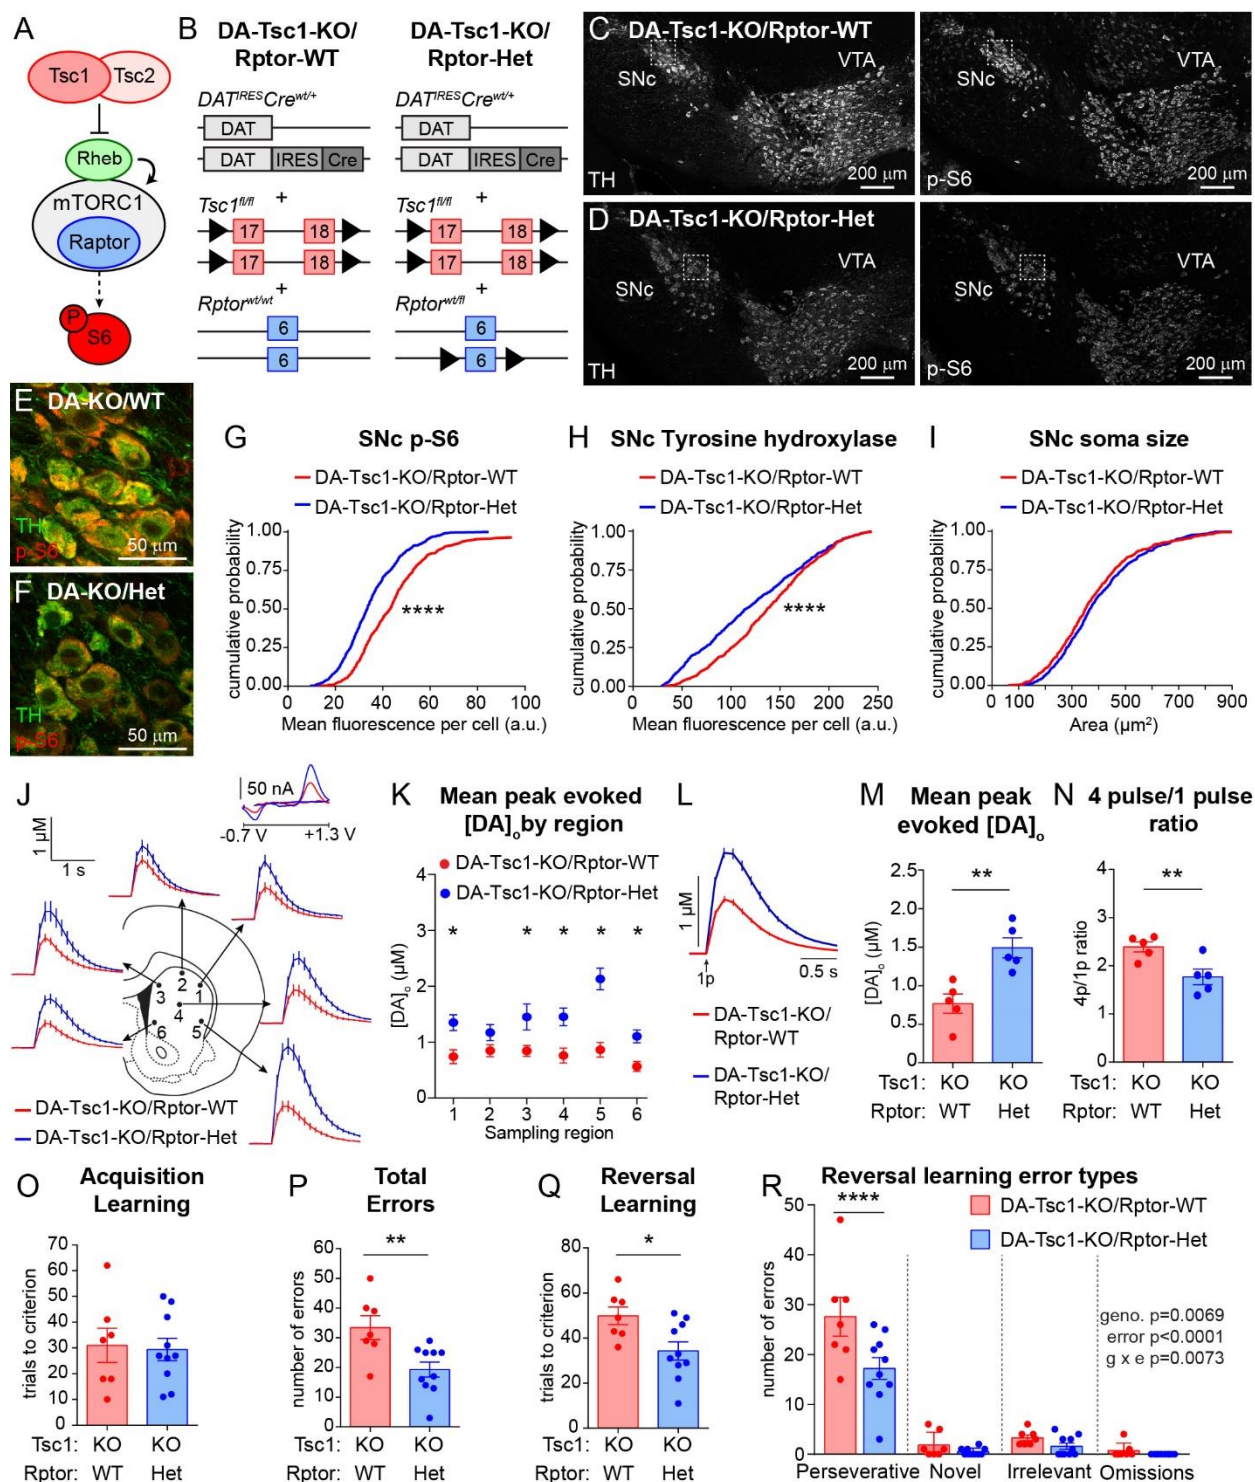 A
Tsc1
Tsc2
Rheb
mTORC1
Raptor
P
S6
B
DA-Tsc1-KO/
Rptor-WT
DA-Tsc1-KO/
Rptor-Het
DATᴵᴿᴱˢCreʷᵗ/⁺
DATᴵᴿᴱˢCreʷᵗ/⁺
DAT
DAT
DAT IRES Cre
DAT IRES Cre
+
+
Tsc1ᶠˡ/ᶠˡ
Tsc1ᶠˡ/ᶠˡ
17 18
17 18
17 18
17 18
+
+
Rptorʷᵗ/ʷᵗ
Rptorʷᵗ/ᶠˡ
6
6
6
6
C DA-Tsc1-KO/Rptor-WT
SNc
VTA
TH
200 µm
SNc
VTA
p-S6
200 µm
D DA-Tsc1-KO/Rptor-Het
SNc
VTA
TH
200 µm
SNc
VTA
p-S6
200 µm
E DA-KO/WT
TH
p-S6
50 µm
F DA-KO/Het
TH
p-S6
50 µm
G SNc p-S6
DA-Tsc1-KO/Rptor-WT
DA-Tsc1-KO/Rptor-Het
cumulative probability
1.00
0.75
0.50
0.25
0.00
****
0 20 40 60 80 100
Mean fluorescence per cell (a.u.)
H SNc Tyrosine hydroxylase
DA-Tsc1-KO/Rptor-WT
DA-Tsc1-KO/Rptor-Het
cumulative probability
1.00
0.75
0.50
0.25
0.00
****
0 50 100 150 200 250
Mean fluorescence per cell (a.u.)
I SNc soma size
DA-Tsc1-KO/Rptor-WT
DA-Tsc1-KO/Rptor-Het
cumulative probability
1.00
0.75
0.50
0.25
0.00
100 300 500 700 900
Area (µm²)
J
1 µM
1 s
50 nA
-0.7 V +1.3 V
1
2
3
4
5
6
DA-Tsc1-KO/Rptor-WT
DA-Tsc1-KO/Rptor-Het
K Mean peak evoked
[DA]ₒ by region
DA-Tsc1-KO/Rptor-WT
DA-Tsc1-KO/Rptor-Het
[DA]ₒ (µM)
4
3
2
1
0
* * * * *
1 2 3 4 5 6
Sampling region
L
1 µM
1p
0.5 s
DA-Tsc1-KO/
Rptor-WT
DA-Tsc1-KO/
Rptor-Het
M Mean peak
evoked [DA]ₒ
[DA]ₒ (µM)
2.5
2.0
1.5
1.0
0.5
0.0
**
Tsc1: KO KO
Rptor: WT Het
N 4 pulse/1 pulse
ratio
4p/1p ratio
4
3
2
1
0
**
Tsc1: KO KO
Rptor: WT Het
O Acquisition
Learning
trials to criterion
70
60
50
40
30
20
10
0
Tsc1: KO KO
Rptor: WT Het
P Total
Errors
number of errors
60
50
40
30
20
10
0
**
Tsc1: KO KO
Rptor: WT Het
Q Reversal
Learning
trials to criterion
80
60
40
20
0
*
Tsc1: KO KO
Rptor: WT Het
R Reversal learning error types
DA-Tsc1-KO/Rptor-WT
DA-Tsc1-KO/Rptor-Het
number of errors
50
40
30
20
10
0
****
geno. p=0.0069
error p<0.0001
g x e p=0.0073
Perseverative Novel Irrelevant Omissions